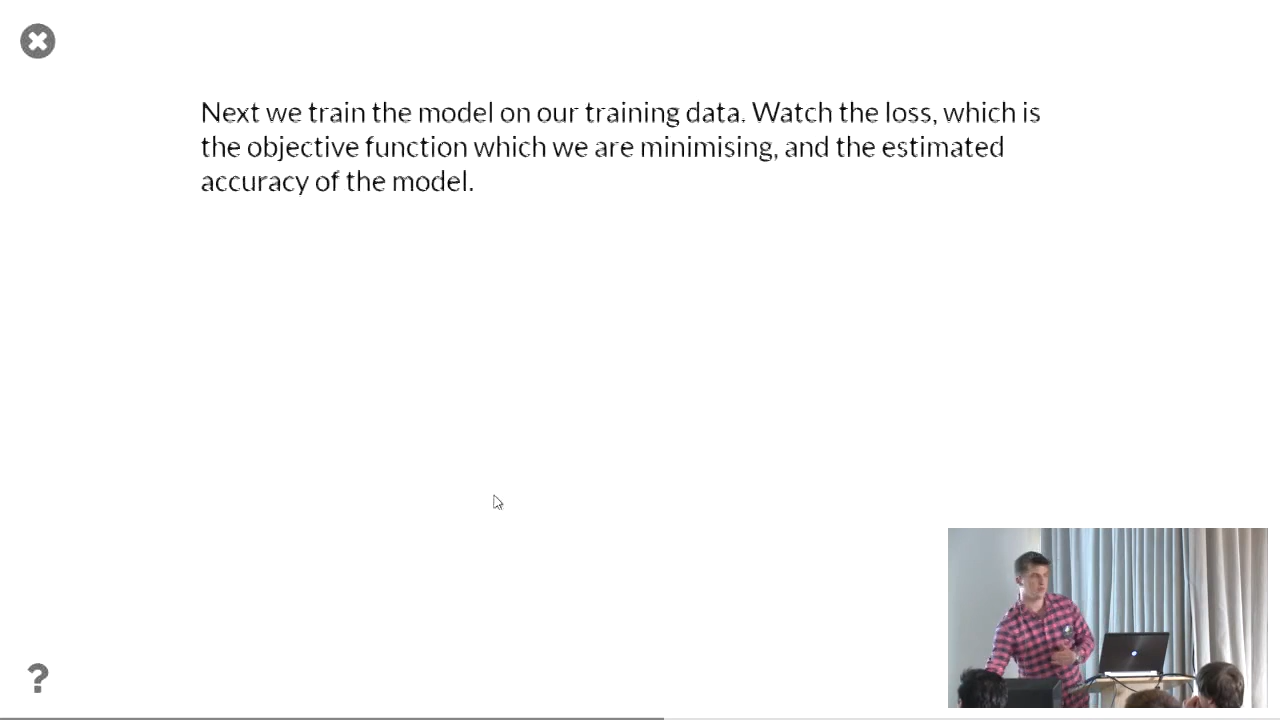 Next we train the model on our training data. Watch the loss, which is
the objective function which we are minimising, and the estimated
accuracy of the model.
?